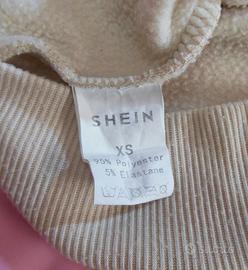 SHEIN
XS
95% Polyester
5% Elastane